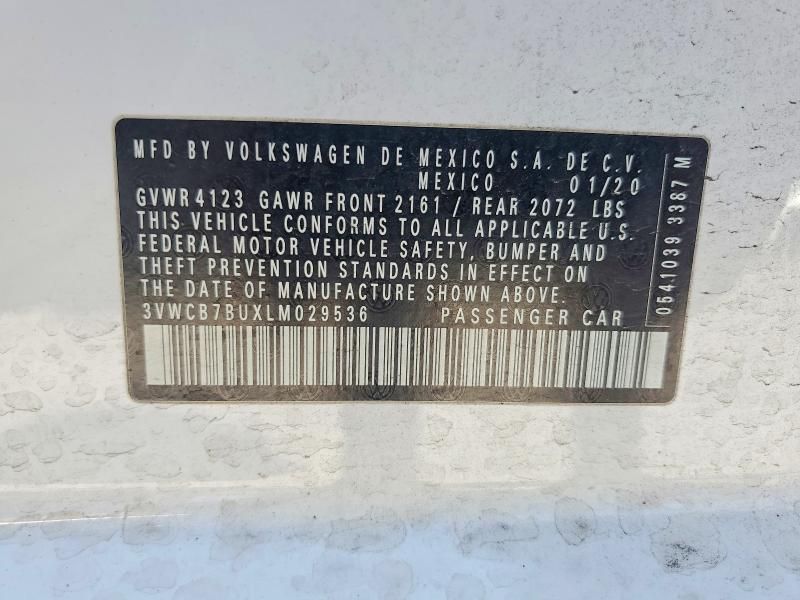 MFD BY VOLKSWAGEN DE MEXICO S.A. DE C.V.
MEXICO 01/20
GVWR 4123 GAWR FRONT 2161 / REAR 2072 LBS
THIS VEHICLE CONFORMS TO ALL APPLICABLE U.S.
FEDERAL MOTOR VEHICLE SAFETY, BUMPER AND
THEFT PREVENTION STANDARDS IN EFFECT ON
THE DATE OF MANUFACTURE SHOWN ABOVE.
3VWCB7BUXLM029536 PASSENGER CAR
054.1039 3387 M